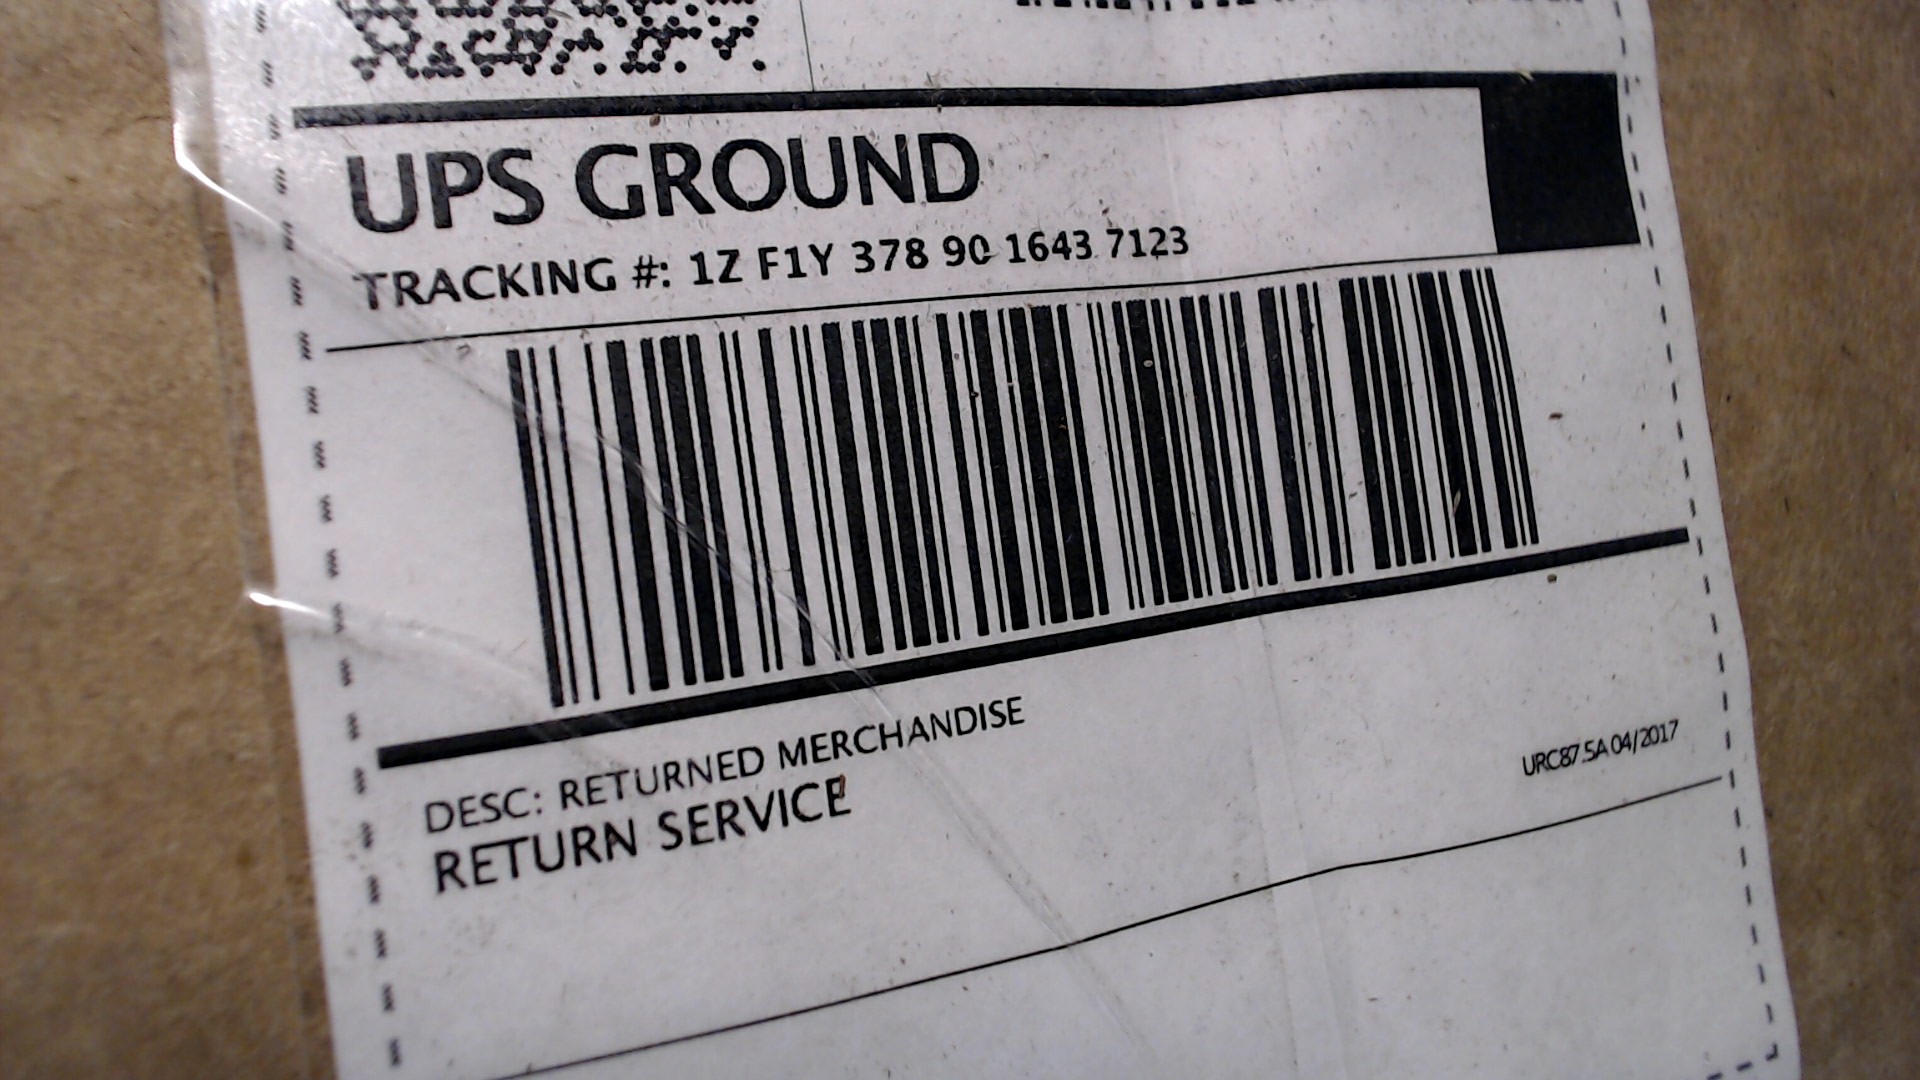 UPS GROUND
TRACKING #: 1Z F1Y 378 90 1643 7123
DESC: RETURNED MERCHANDISE
RETURN SERVICE
URC87.5A 04/2017